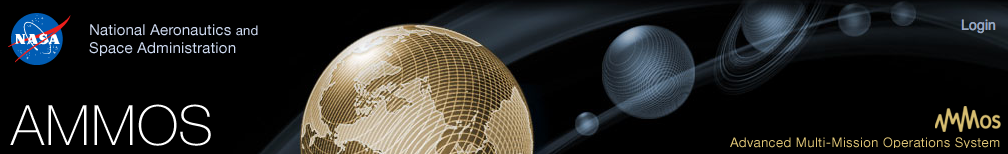 NASA
National Aeronautics and
Space Administration
Login
AMMOS
AMMOS
Advanced Multi-Mission Operations System